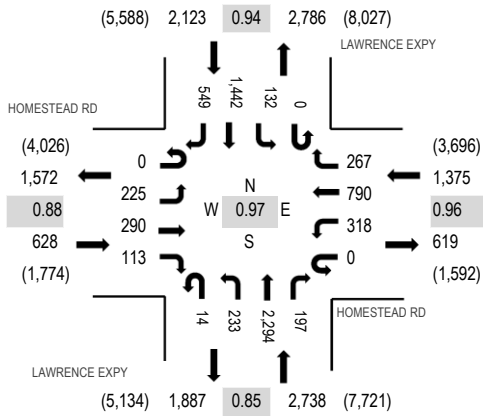 (5,588) 2,123 0.94 2,786 (8,027)
LAWRENCE EXPY
549 1,442 132 0
HOMESTEAD RD
(4,026) (3,696)
0 267
1,572 1,375
225 N 790
0.88 W 0.97 E 0.96
290 S 318
628 619
113 0
(1,774) (1,592)
14 233 2,294 197
HOMESTEAD RD
LAWRENCE EXPY
(5,134) 1,887 0.85 2,738 (7,721)